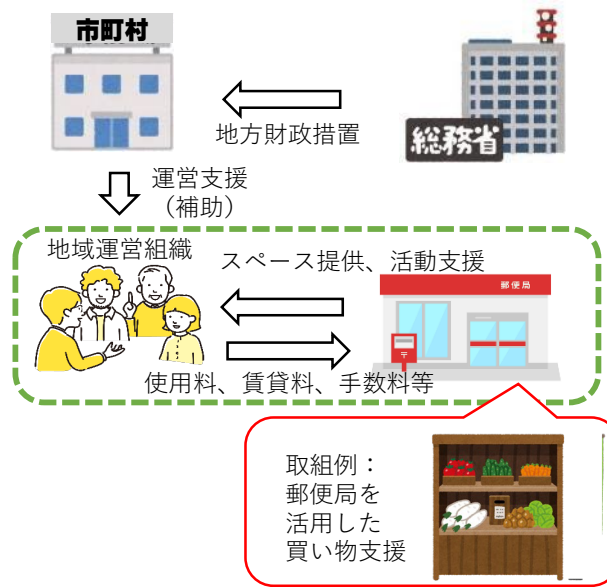 市町村
総務省
地方財政措置
運営支援
（補助）
地域運営組織
スペース提供、活動支援
郵便局
〒
使用料、賃貸料、手数料等
取組例：
郵便局を
活用した
買い物支援